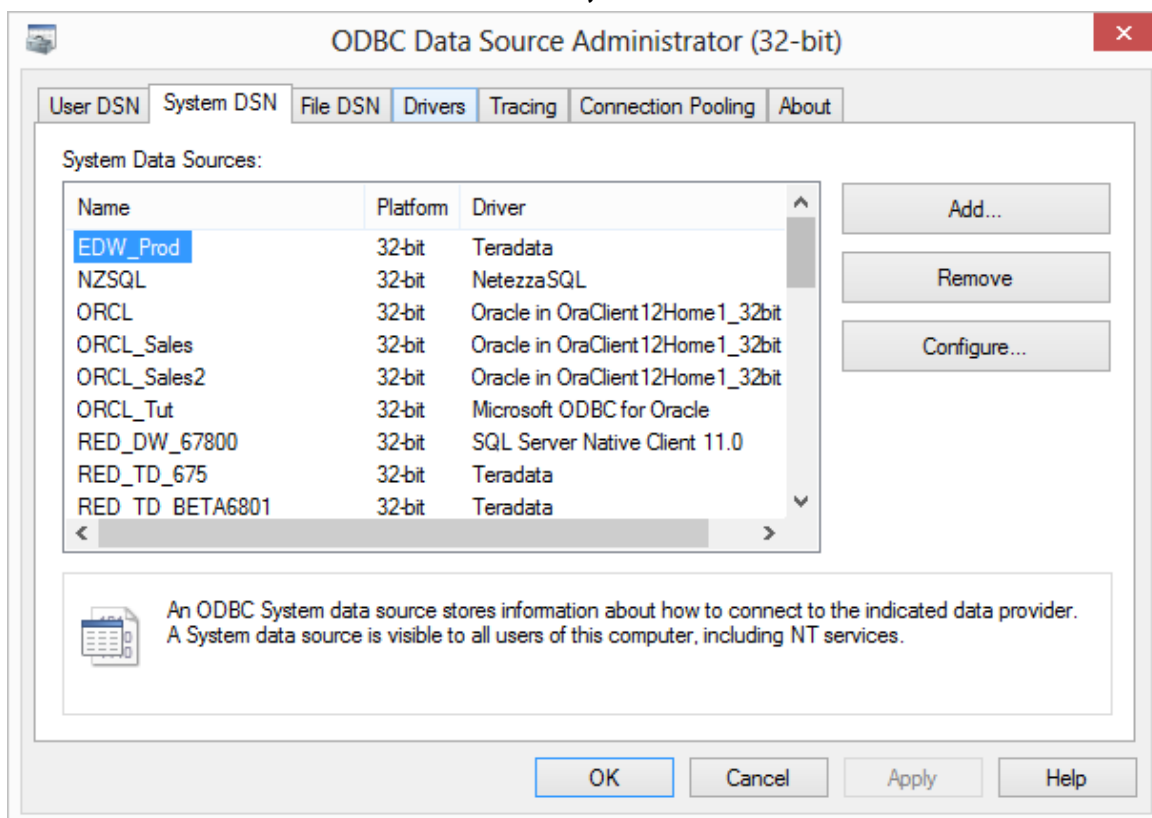 ODBC Data Source Administrator (32-bit)
User DSN System DSN File DSN Drivers Tracing Connection Pooling About
System Data Sources:
Name Platform Driver
EDW_Prod 32-bit Teradata
NZSQL 32-bit NetezzaSQL
ORCL 32-bit Oracle in OraClient12Home1_32bit
ORCL_Sales 32-bit Oracle in OraClient12Home1_32bit
ORCL_Sales2 32-bit Oracle in OraClient12Home1_32bit
ORCL_Tut 32-bit Microsoft ODBC for Oracle
RED_DW_67800 32-bit SQL Server Native Client 11.0
RED_TD_675 32-bit Teradata
RED_TD_BETA6801 32-bit Teradata
Add...
Remove
Configure...
An ODBC System data source stores information about how to connect to the indicated data provider.
A System data source is visible to all users of this computer, including NT services.
OK Cancel Apply Help